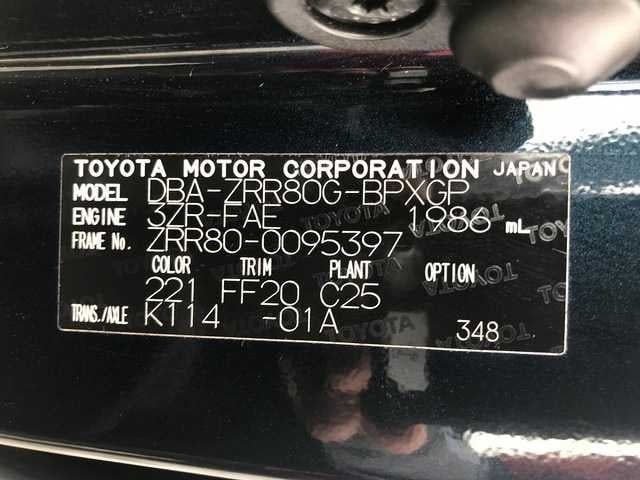 TOYOTA MOTOR CORPORATION JAPAN
MODEL DBA-ZRR80G-BPXGP
ENGINE 3ZR-FAE 1986 mL
FRAME No. ZRR80-0095397
COLOR TRIM PLANT OPTION
221 FF20 C25
TRANS./AXLE K114 -01A 348